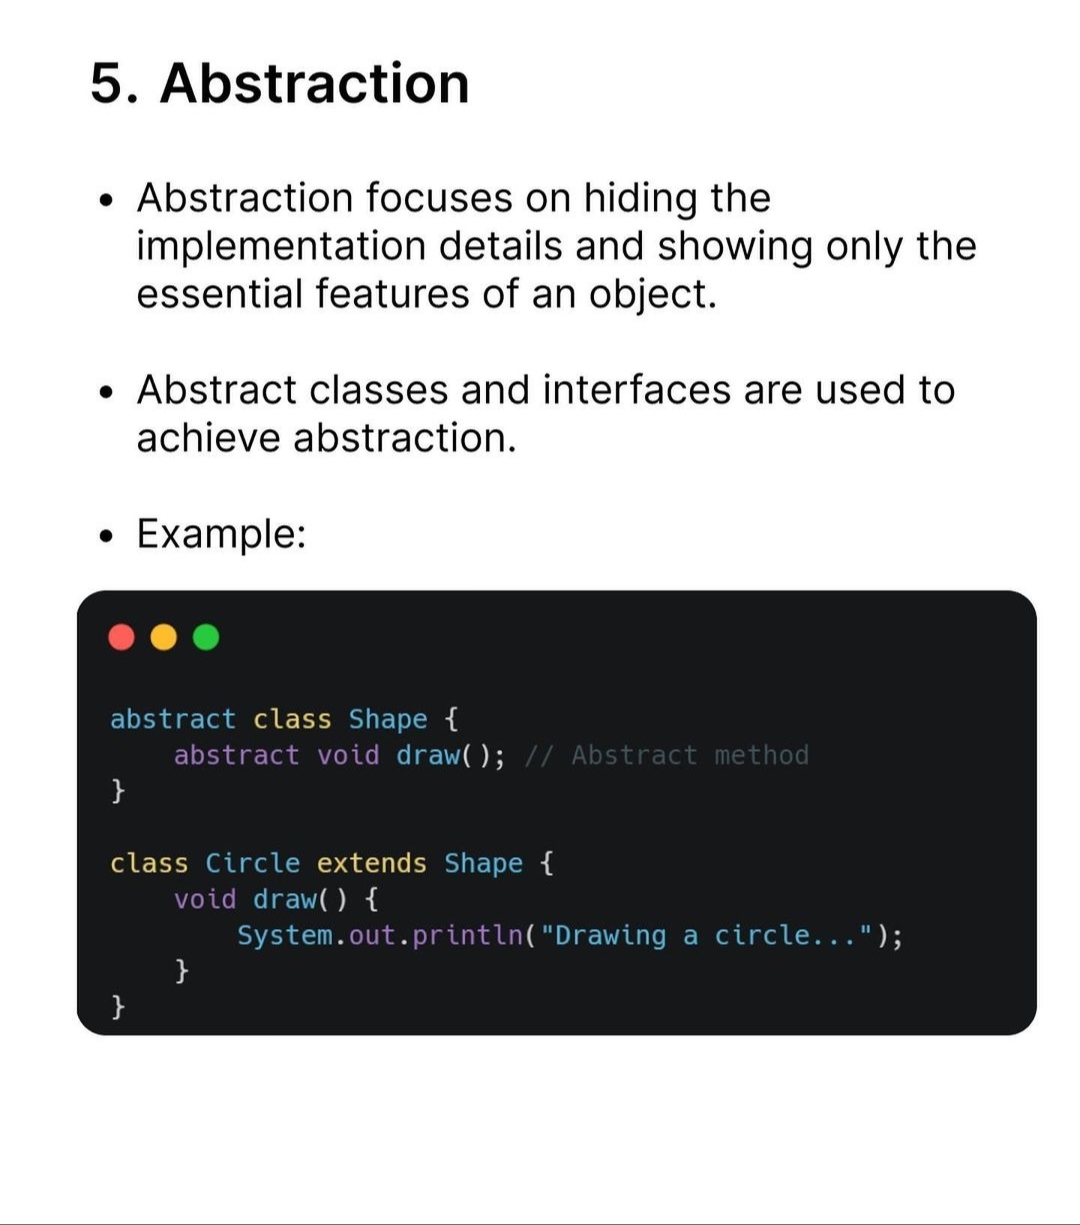 5. Abstraction
• Abstraction focuses on hiding the
implementation details and showing only the
essential features of an object.
• Abstract classes and interfaces are used to
achieve abstraction.
• Example:
abstract class Shape {
    abstract void draw(); // Abstract method
}
class Circle extends Shape {
    void draw() {
        System.out.println("Drawing a circle...");
    }
}